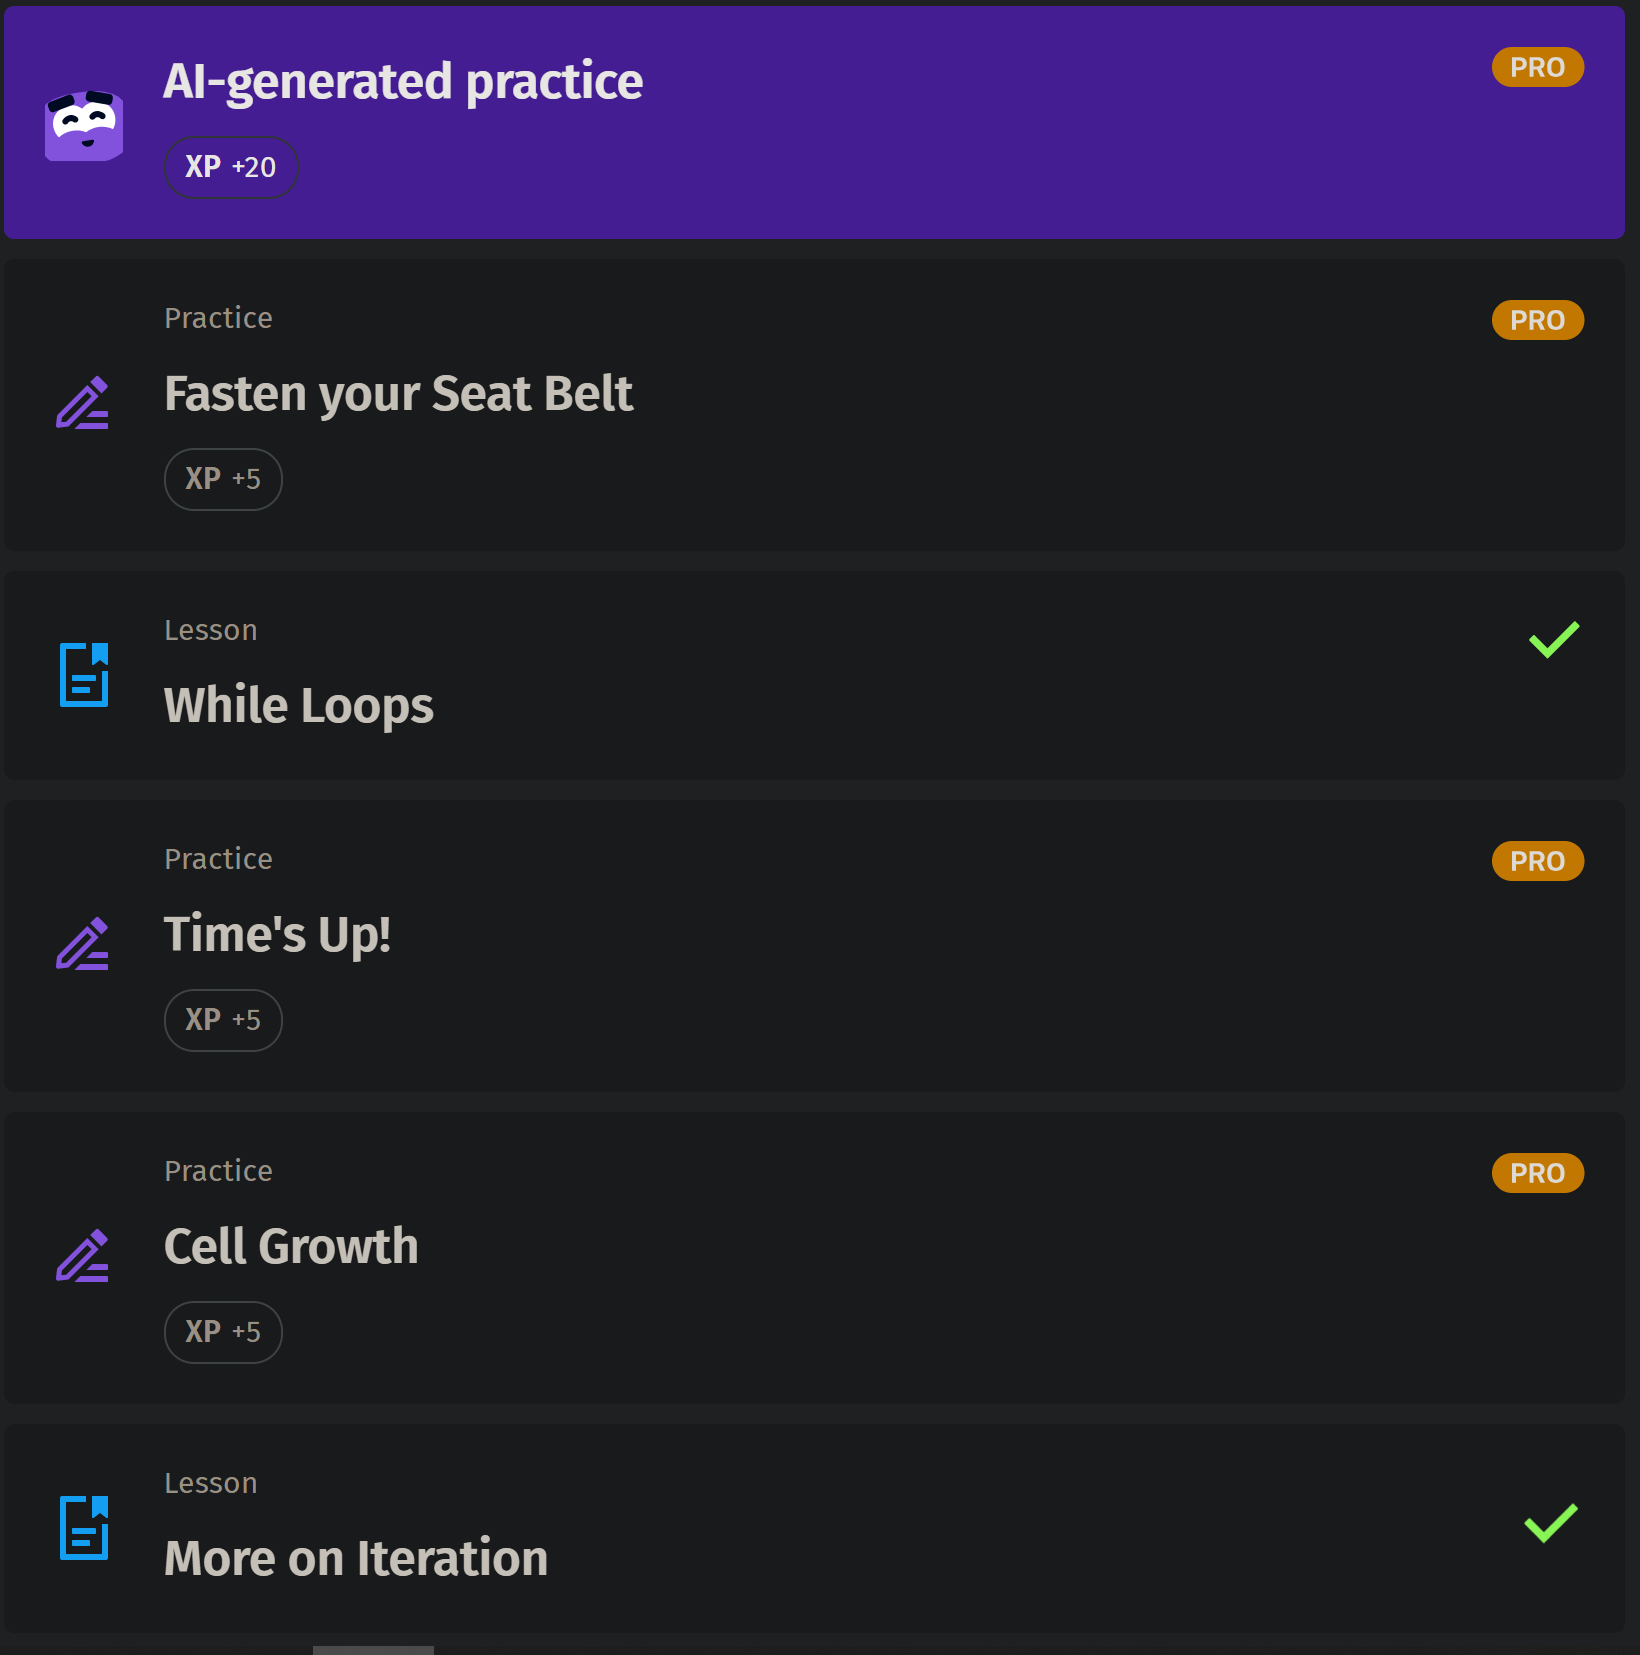 AI-generated practice
PRO
XP +20
Practice
PRO
Fasten your Seat Belt
XP +5
Lesson
While Loops
Practice
PRO
Time's Up!
XP +5
Practice
PRO
Cell Growth
XP +5
Lesson
More on Iteration